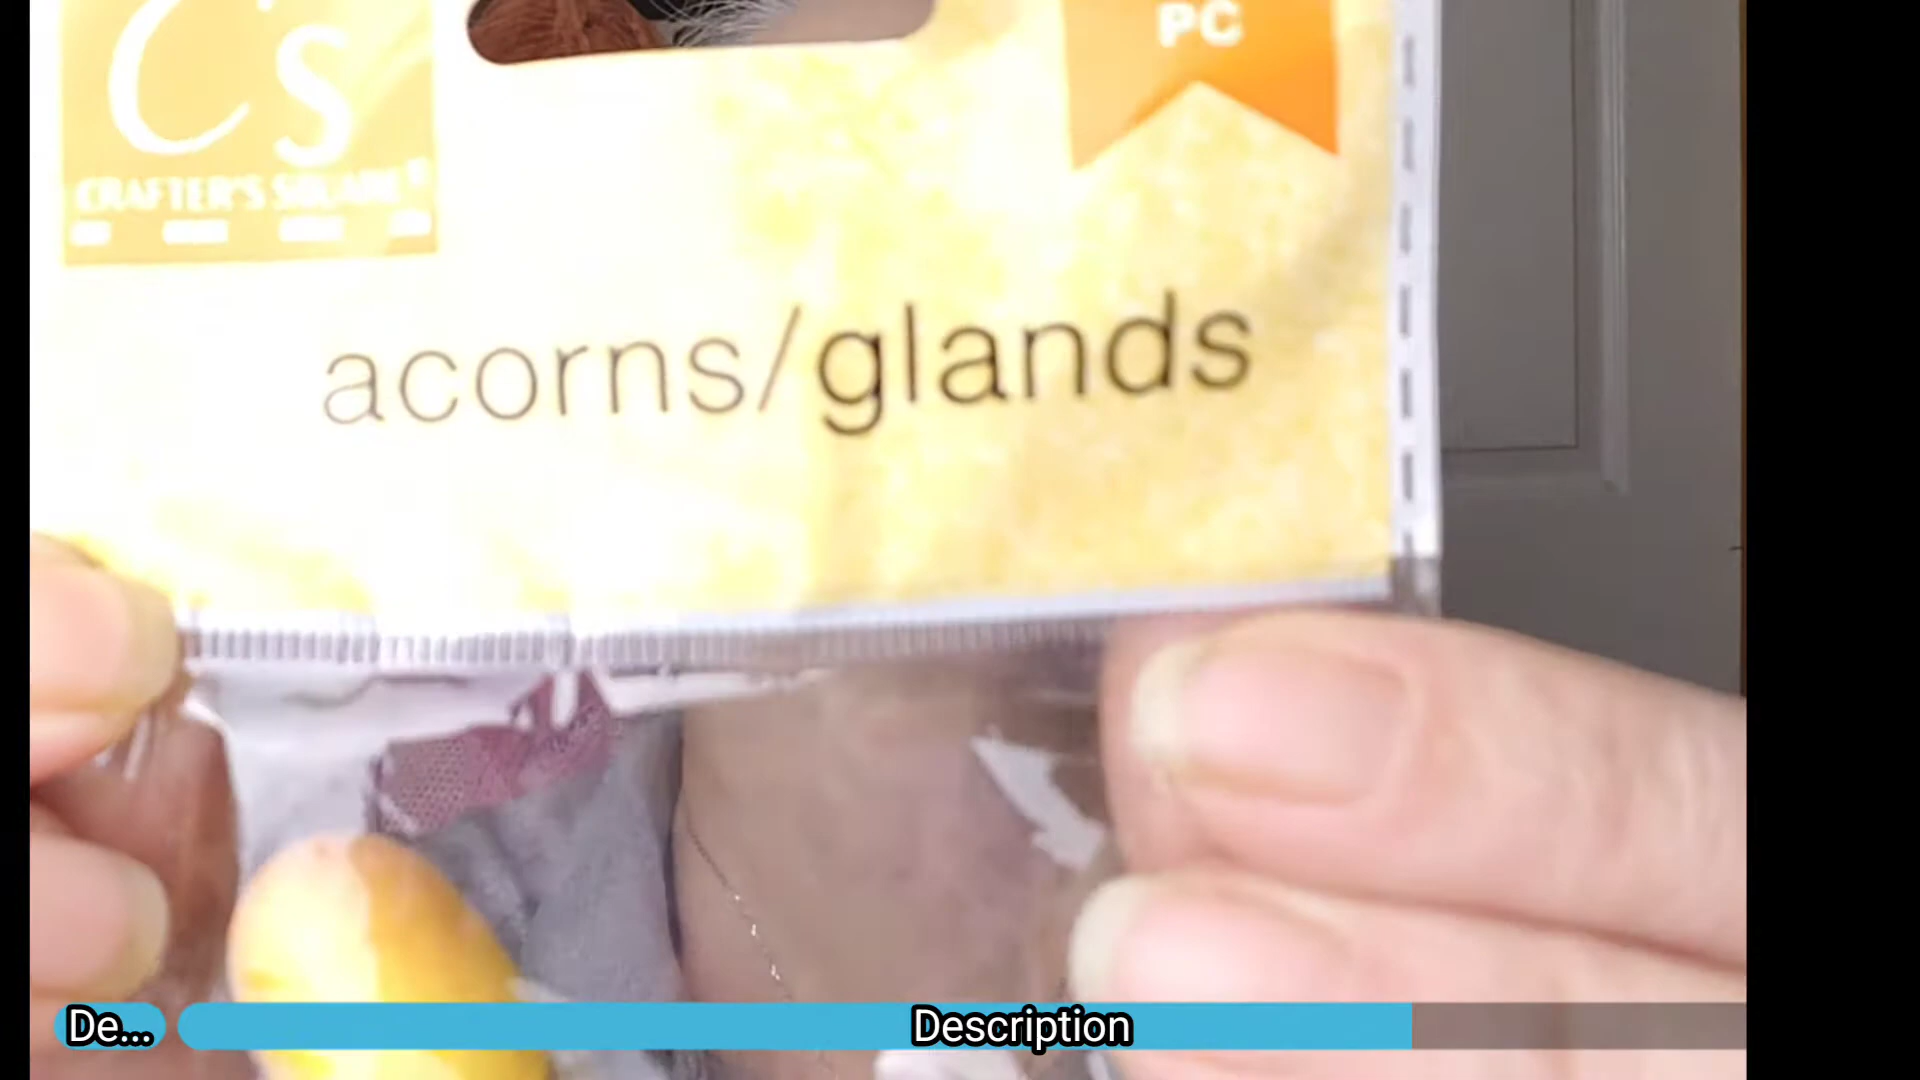 C's
PC
CRAFTER'S SQUARE
acorns/glands
De...
Description